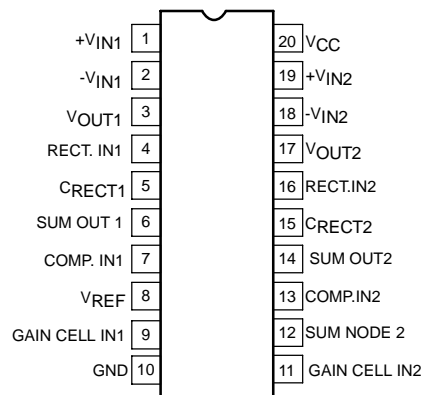 +VIN1 1 20 VCC
-VIN1 2 19 +VIN2
VOUT1 3 18 -VIN2
RECT. IN1 4 17 VOUT2
CRECT1 5 16 RECT.IN2
SUM OUT 1 6 15 CRECT2
COMP. IN1 7 14 SUM OUT2
VREF 8 13 COMP.IN2
GAIN CELL IN1 9 12 SUM NODE 2
GND 10 11 GAIN CELL IN2